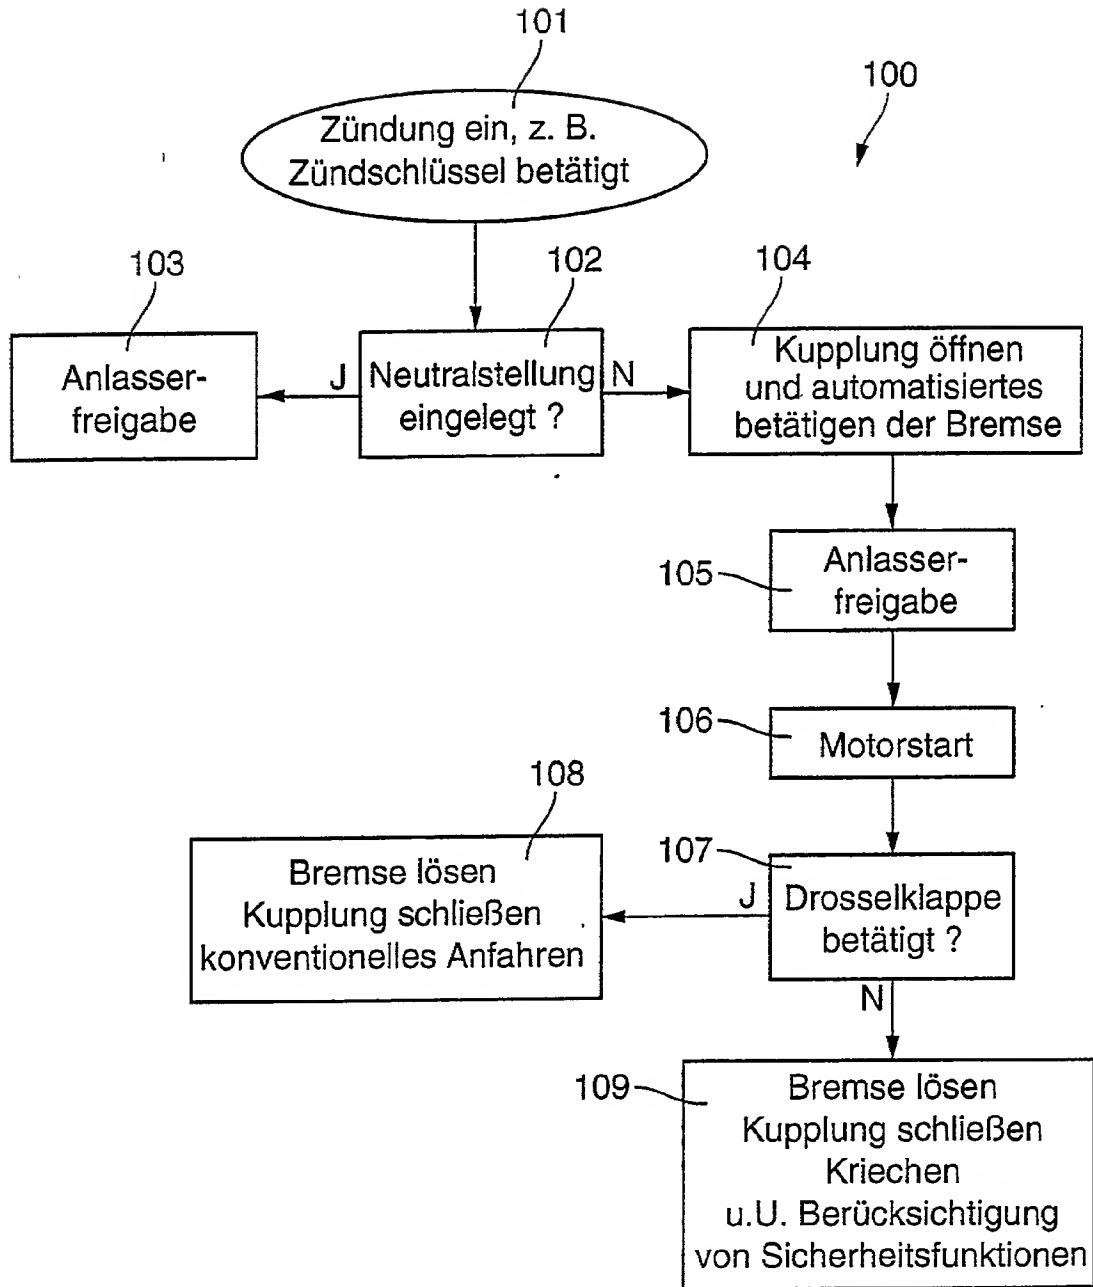 101
100
Zündung ein, z. B.
Zündschlüssel betätigt
103
102
104
Anlasser-
freigabe
J
Neutralstellung
eingelegt ?
N
Kupplung öffnen
und automatisiertes
betätigen der Bremse
105
Anlasser-
freigabe
106
Motorstart
108
Bremse lösen
Kupplung schließen
konventionelles Anfahren
107
J
Drosselklappe
betätigt ?
N
109
Bremse lösen
Kupplung schließen
Kriechen
u.U. Berücksichtigung
von Sicherheitsfunktionen